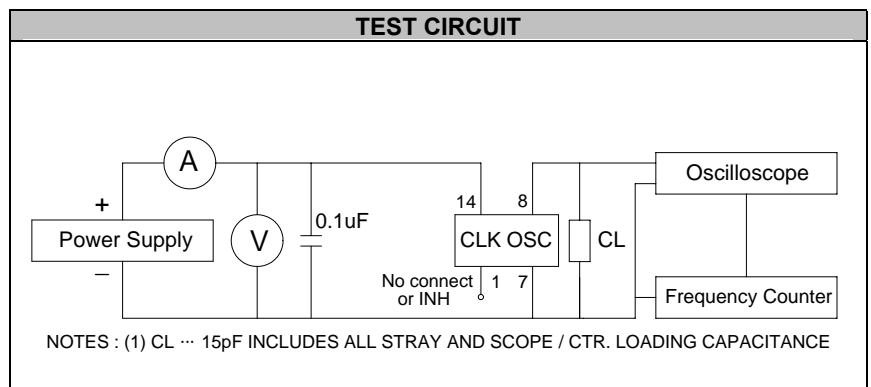 TEST CIRCUIT
A
+
Power Supply
–
V
0.1uF
14 8
CLK OSC
No connect 1 7
or INH
CL
Oscilloscope
Frequency Counter
NOTES : (1) CL ··· 15pF INCLUDES ALL STRAY AND SCOPE / CTR. LOADING CAPACITANCE